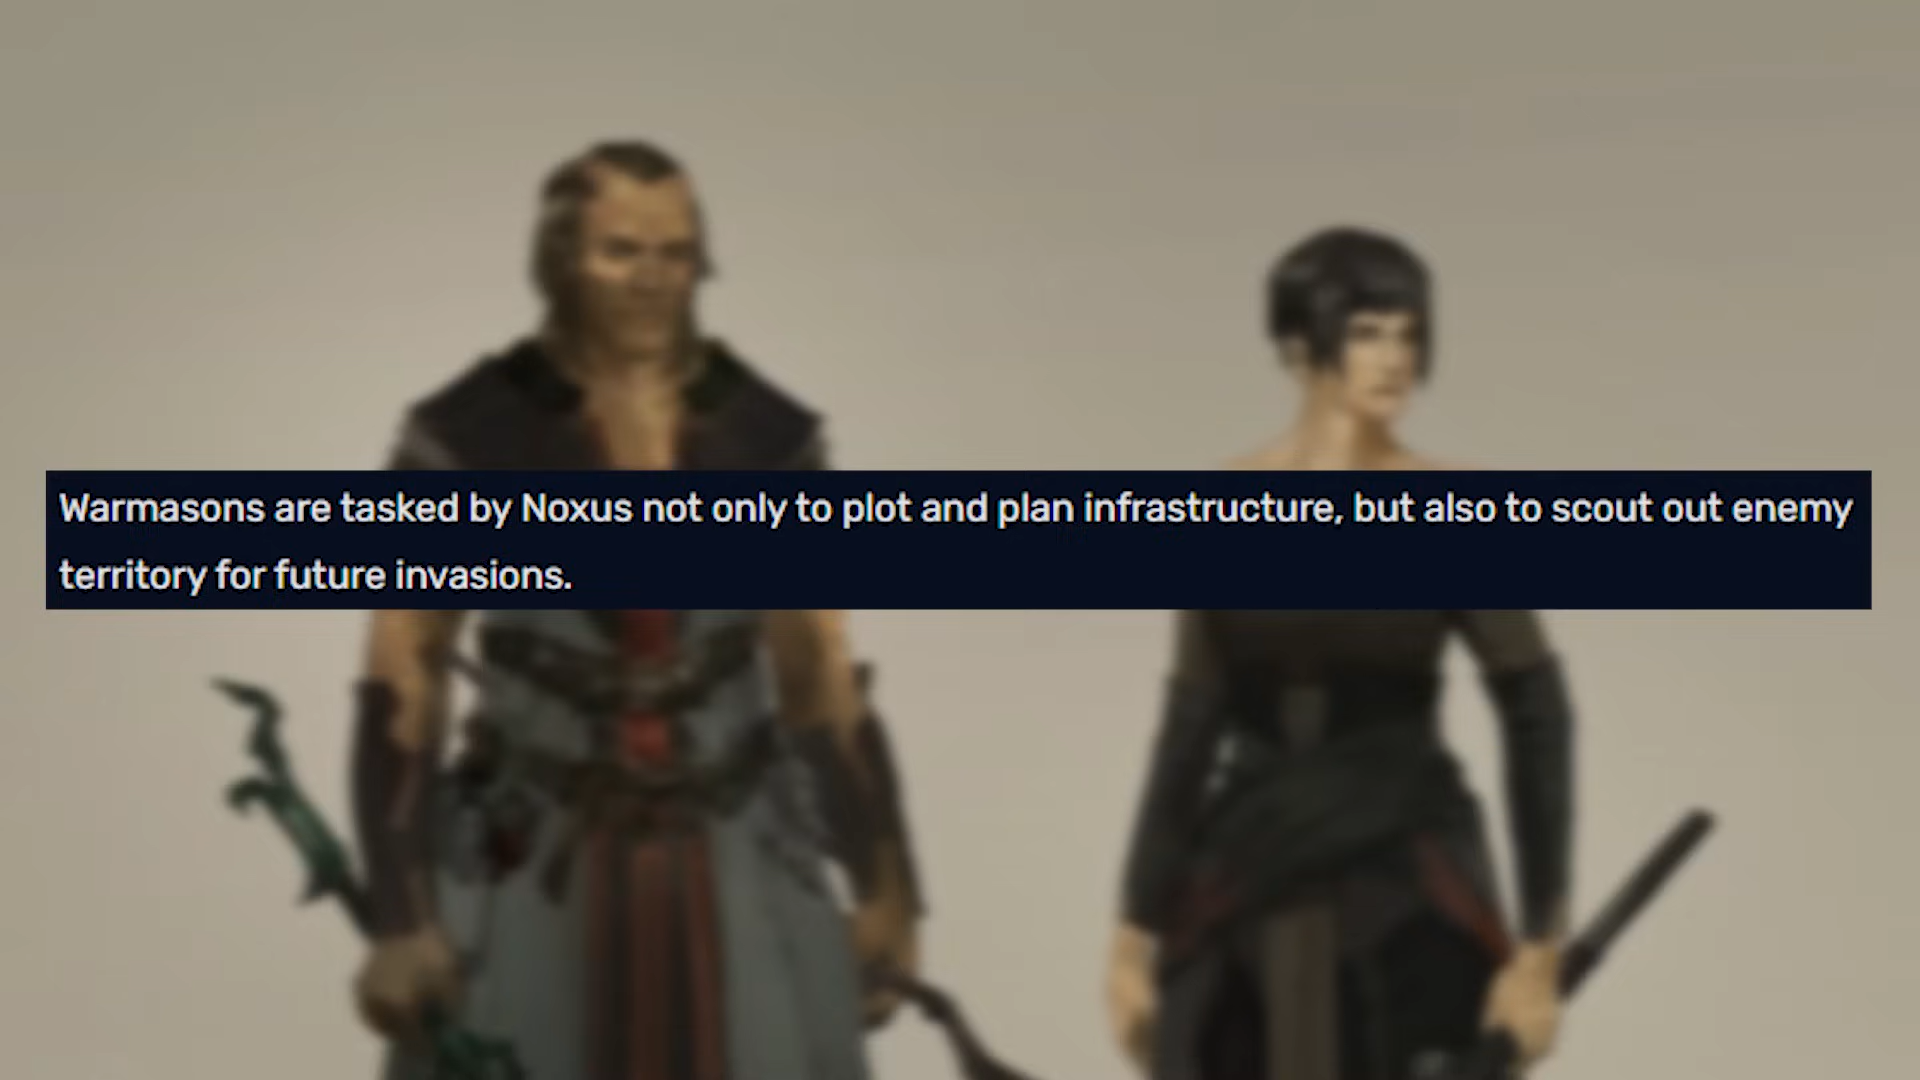 Warmasons are tasked by Noxus not only to plot and plan infrastructure, but also to scout out enemy
territory for future invasions.